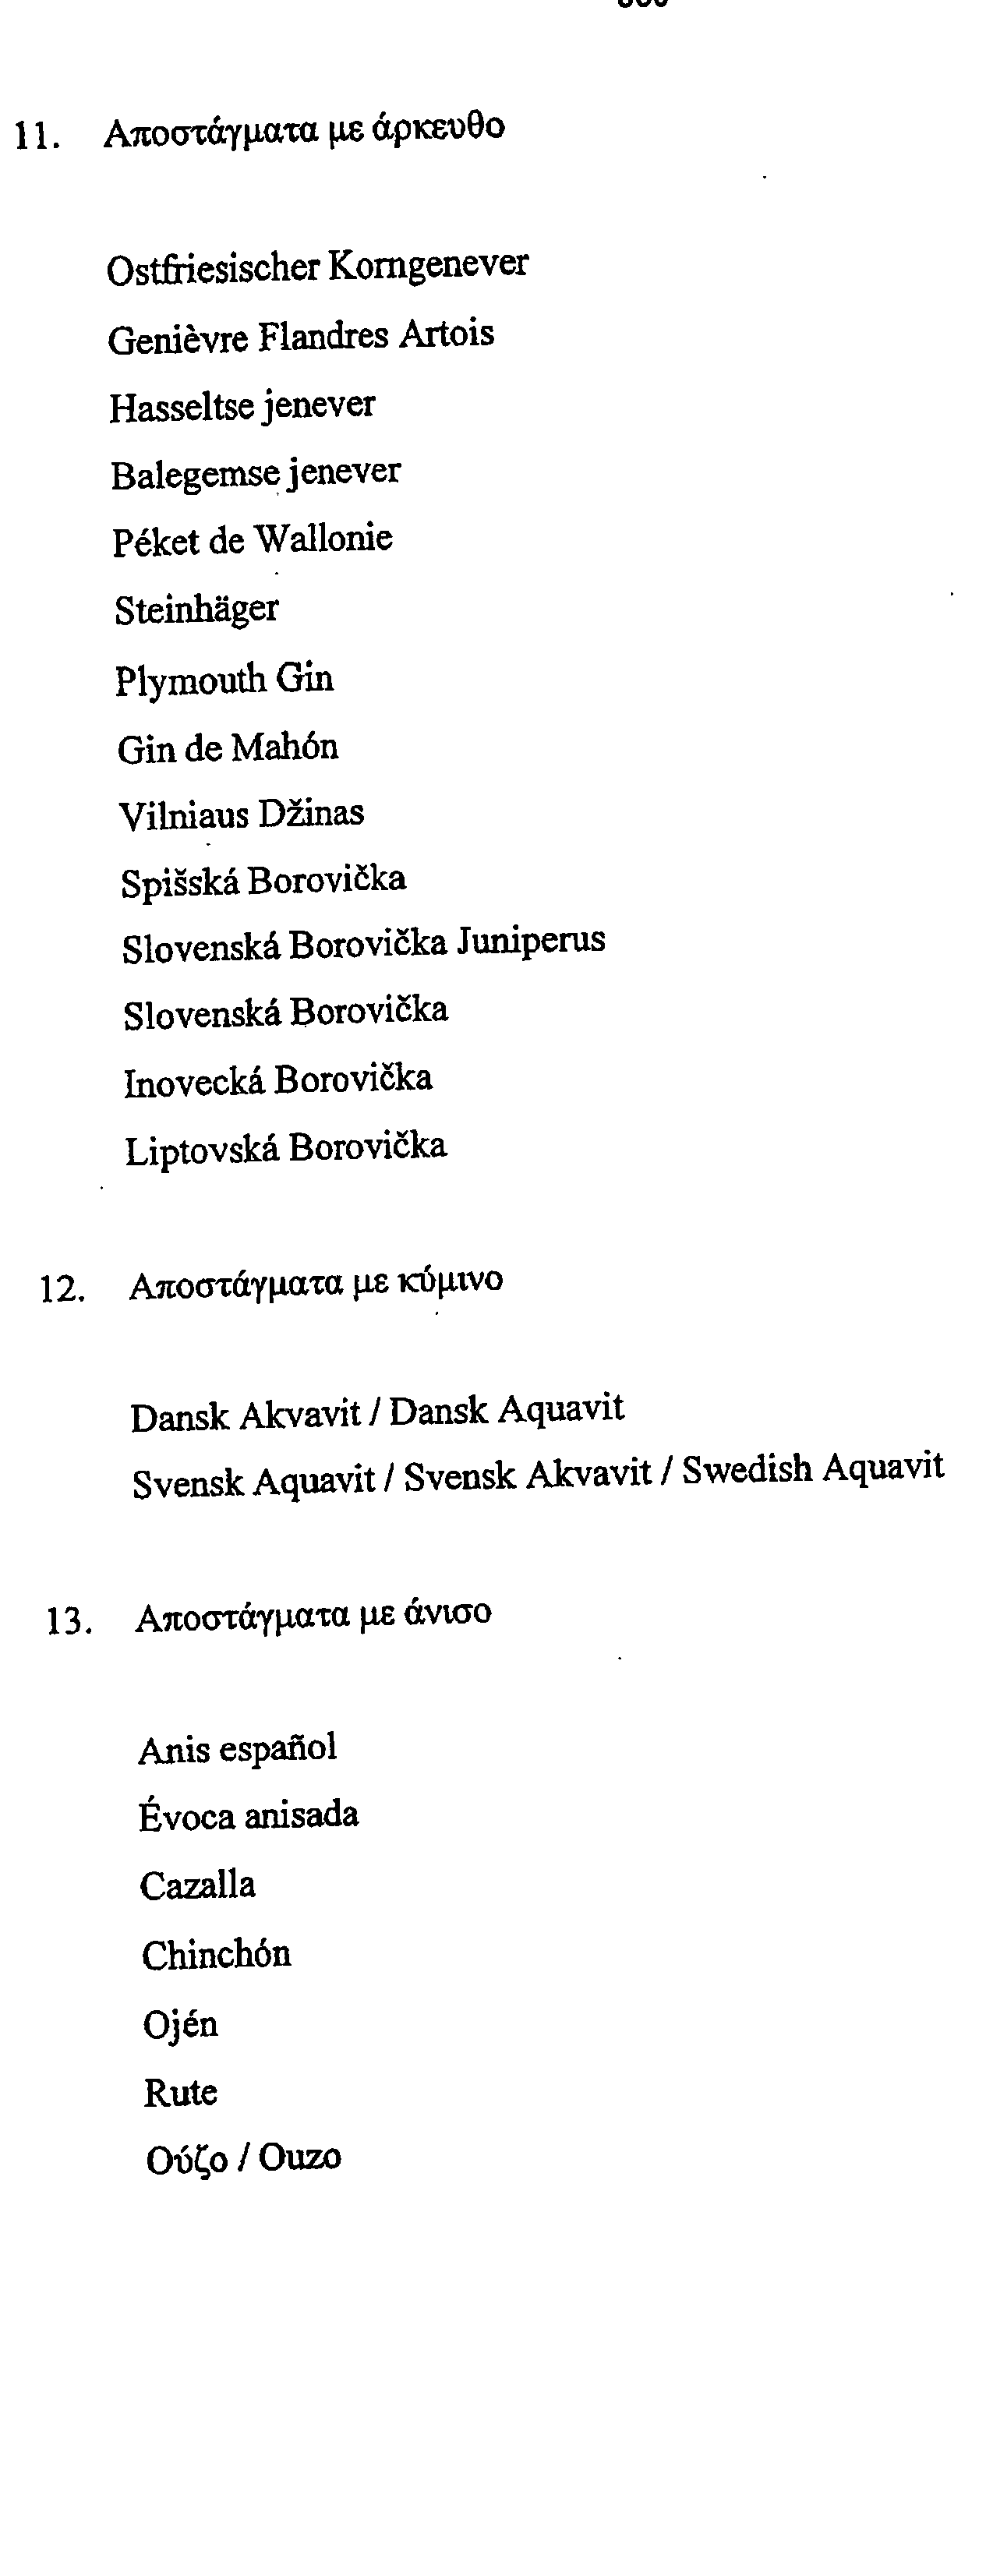 11. Αποστάγματα με άρκευθο
Ostfriesischer Korngenever
Genièvre Flandres Artois
Hasseltse jenever
Balegemse jenever
Péket de Wallonie
Steinhäger
Plymouth Gin
Gin de Mahón
Vilniaus Džinas
Spišská Borovička
Slovenská Borovička Juniperus
Slovenská Borovička
Inovecká Borovička
Liptovská Borovička
12. Αποστάγματα με κύμινο
Dansk Akvavit / Dansk Aquavit
Svensk Aquavit / Svensk Akvavit / Swedish Aquavit
13. Αποστάγματα με άνισο
Anis español
Évoca anisada
Cazalla
Chinchón
Ojén
Rute
Ούζο / Ouzo